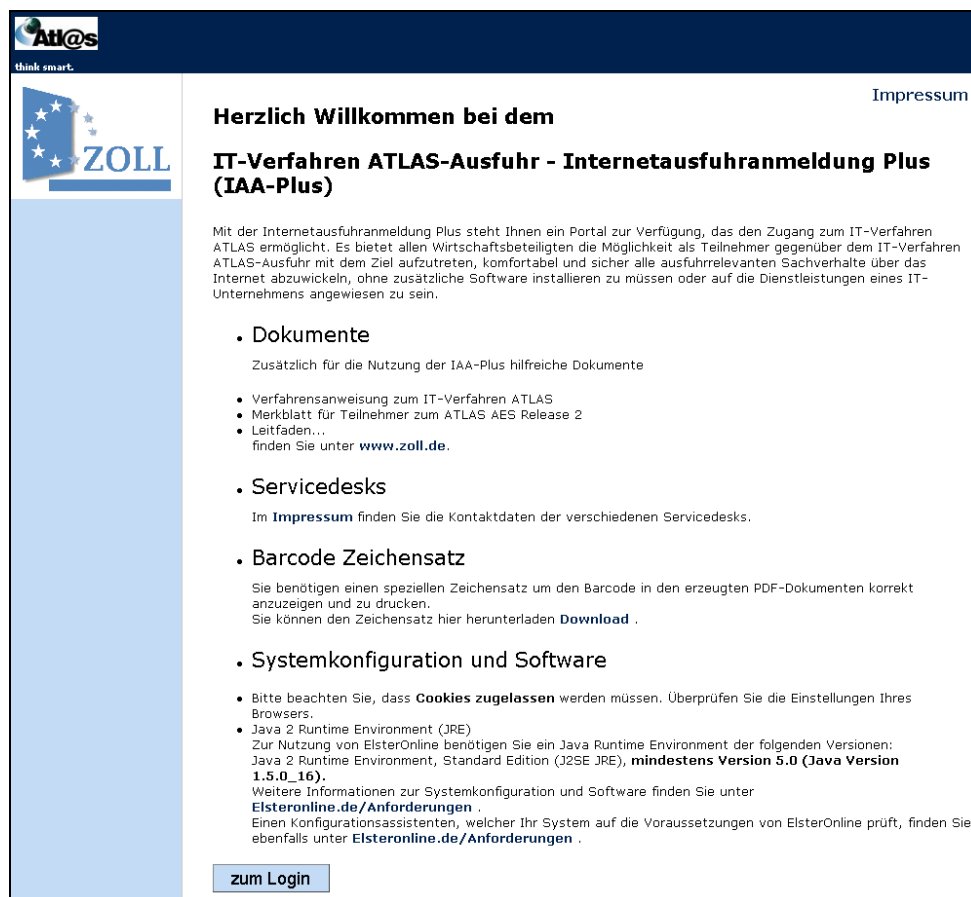 Atl@s
think smart.
ZOLL
Impressum
Herzlich Willkommen bei dem
IT-Verfahren ATLAS-Ausfuhr - Internetausfuhranmeldung Plus
(IAA-Plus)
Mit der Internetausfuhranmeldung Plus steht Ihnen ein Portal zur Verfügung, das den Zugang zum IT-Verfahren
ATLAS ermöglicht. Es bietet allen Wirtschaftsbeteiligten die Möglichkeit als Teilnehmer gegenüber dem IT-Verfahren
ATLAS-Ausfuhr mit dem Ziel aufzutreten, komfortabel und sicher alle ausfuhrrelevanten Sachverhalte über das
Internet abzuwickeln, ohne zusätzliche Software installieren zu müssen oder auf die Dienstleistungen eines IT-
Unternehmens angewiesen zu sein.
• Dokumente
Zusätzlich für die Nutzung der IAA-Plus hilfreiche Dokumente
• Verfahrensanweisung zum IT-Verfahren ATLAS
• Merkblatt für Teilnehmer zum ATLAS AES Release 2
• Leitfaden...
finden Sie unter www.zoll.de.
• Servicedesks
Im Impressum finden Sie die Kontaktdaten der verschiedenen Servicedesks.
• Barcode Zeichensatz
Sie benötigen einen speziellen Zeichensatz um den Barcode in den erzeugten PDF-Dokumenten korrekt
anzuzeigen und zu drucken.
Sie können den Zeichensatz hier herunterladen Download .
• Systemkonfiguration und Software
• Bitte beachten Sie, dass Cookies zugelassen werden müssen. Überprüfen Sie die Einstellungen Ihres
Browsers.
• Java 2 Runtime Environment (JRE)
Zur Nutzung von ElsterOnline benötigen Sie ein Java Runtime Environment der folgenden Versionen:
Java 2 Runtime Environment, Standard Edition (J2SE JRE), mindestens Version 5.0 (Java Version
1.5.0_16).
Weitere Informationen zur Systemkonfiguration und Software finden Sie unter
Elsteronline.de/Anforderungen .
Einen Konfigurationsassistenten, welcher Ihr System auf die Voraussetzungen von ElsterOnline prüft, finden Sie
ebenfalls unter Elsteronline.de/Anforderungen .
zum Login